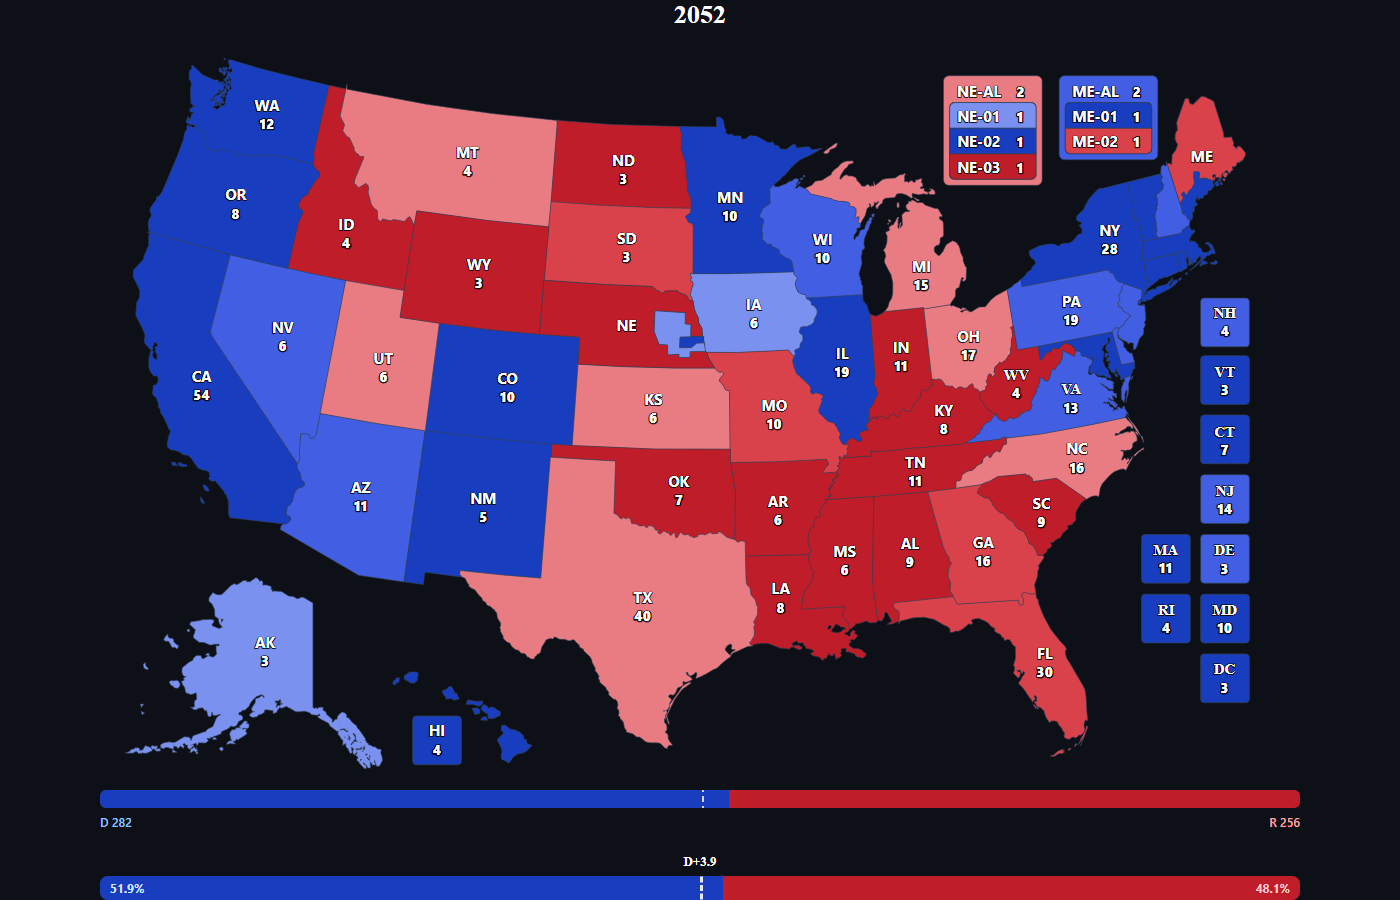 2052
WA
12
OR
8
CA
54
NV
6
ID
4
MT
4
WY
3
UT
6
AZ
11
CO
10
NM
5
ND
3
SD
3
NE
KS
6
OK
7
TX
40
MN
10
IA
6
MO
10
AR
6
LA
8
WI
10
IL
19
MI
15
IN
11
OH
17
KY
8
TN
11
MS
6
AL
9
GA
16
FL
30
SC
9
NC
16
VA
13
WV
4
PA
19
NY
28
ME
AK
3
HI
4
NE-AL 2
NE-01 1
NE-02 1
NE-03 1
ME-AL 2
ME-01 1
ME-02 1
NH
4
VT
3
CT
7
NJ
14
MA
11
DE
3
RI
4
MD
10
DC
3
D 282
R 256
D+3.9
51.9%
48.1%